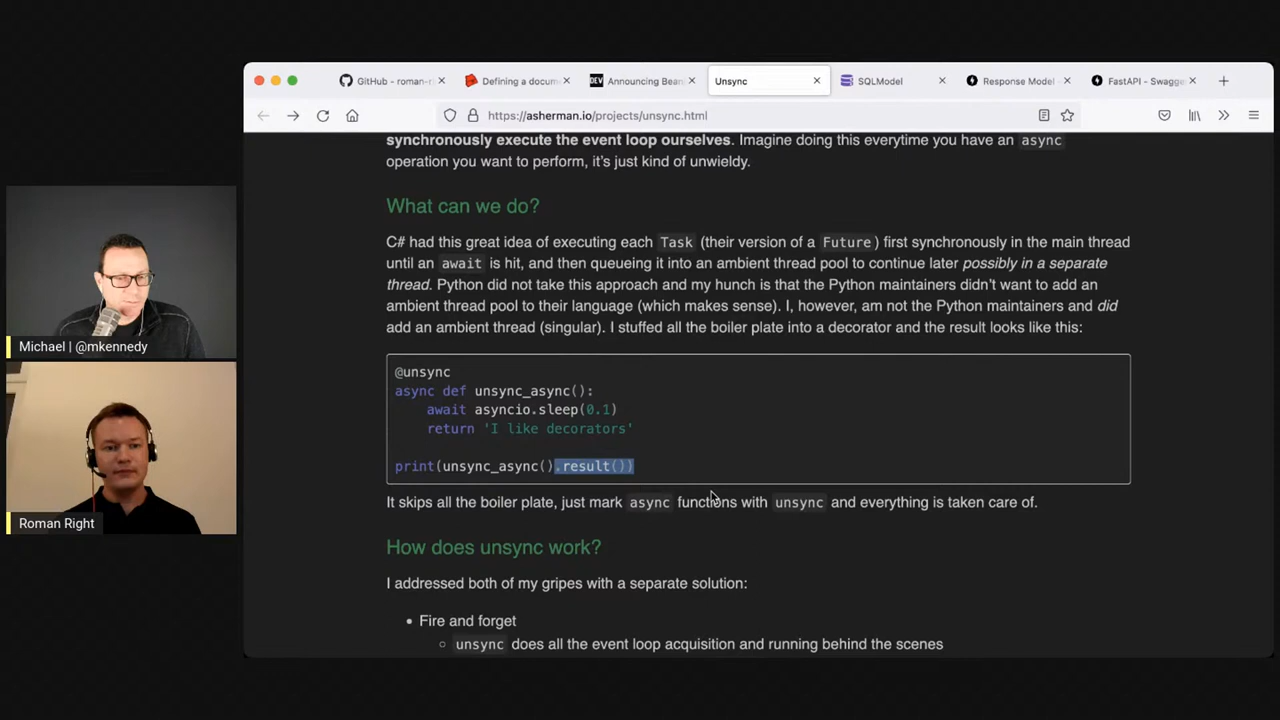 GitHub - roman-r
Defining a docum
DEV
Announcing Bean
Unsync
SQLModel
Response Model
FastAPI - Swagge
https://asherman.io/projects/unsync.html
synchronously execute the event loop ourselves. Imagine doing this everytime you have an async
operation you want to perform, it's just kind of unwieldy.
What can we do?
C# had this great idea of executing each Task (their version of a Future) first synchronously in the main thread
until an await is hit, and then queueing it into an ambient thread pool to continue later possibly in a separate
thread. Python did not take this approach and my hunch is that the Python maintainers didn't want to add an
ambient thread pool to their language (which makes sense). I, however, am not the Python maintainers and did
add an ambient thread (singular). I stuffed all the boiler plate into a decorator and the result looks like this:
@unsync
async def unsync_async():
    await asyncio.sleep(0.1)
    return 'I like decorators'
print(unsync_async().result())
It skips all the boiler plate, just mark async functions with unsync and everything is taken care of.
How does unsync work?
I addressed both of my gripes with a separate solution:
• Fire and forget
○ unsync does all the event loop acquisition and running behind the scenes
Michael | @mkennedy
Roman Right